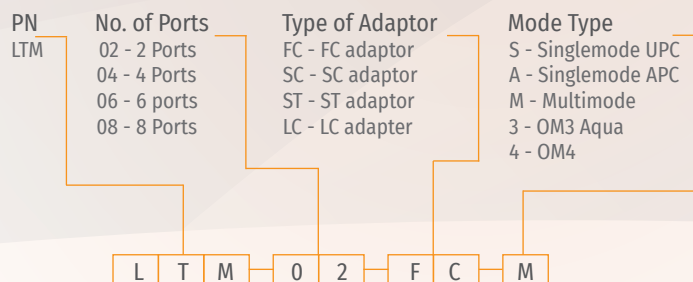 PN
LTM
No. of Ports
02 - 2 Ports
04 - 4 Ports
06 - 6 ports
08 - 8 Ports
Type of Adaptor
FC - FC adaptor
SC - SC adaptor
ST - ST adaptor
LC - LC adapter
Mode Type
S - Singlemode UPC
A - Singlemode APC
M - Multimode
3 - OM3 Aqua
4 - OM4
L T M - 0 2 - F C - M